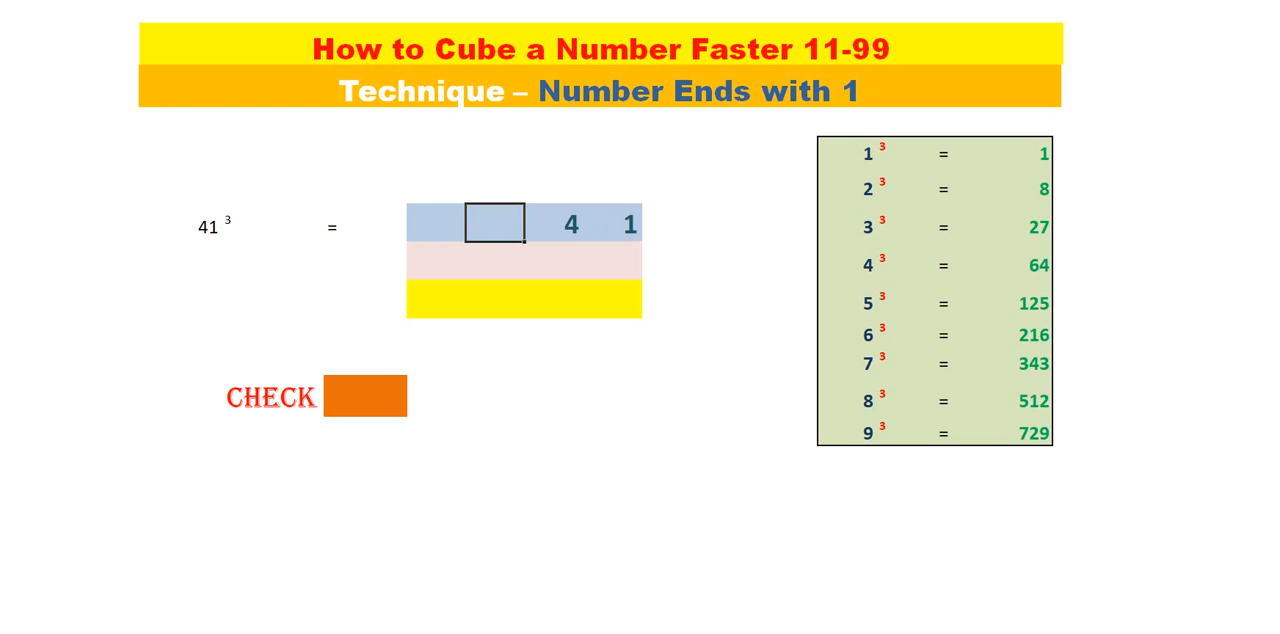 How to Cube a Number Faster 11-99
Technique – Number Ends with 1
41 ³ = 4 1
CHECK
1 ³ = 1
2 ³ = 8
3 ³ = 27
4 ³ = 64
5 ³ = 125
6 ³ = 216
7 ³ = 343
8 ³ = 512
9 ³ = 729